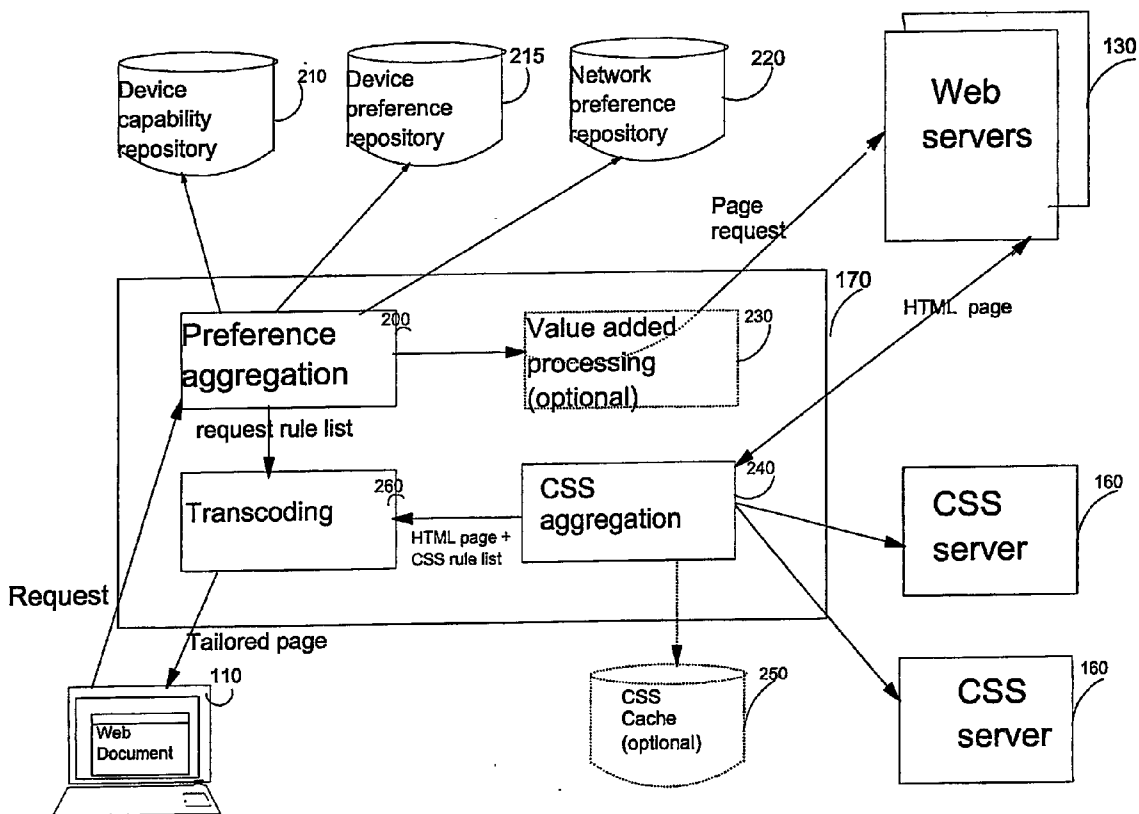 210
Device
capability
repository
215
Device
preference
repository
220
Network
preference
repository
130
Web
servers
Page
request
170
HTML page
200
Preference
aggregation
230
Value added
processing
(optional)
request rule list
260
Transcoding
240
CSS
aggregation
HTML page +
CSS rule list
160
CSS
server
Request
Tailored page
110
Web
Document
250
CSS
Cache
(optional)
160
CSS
server